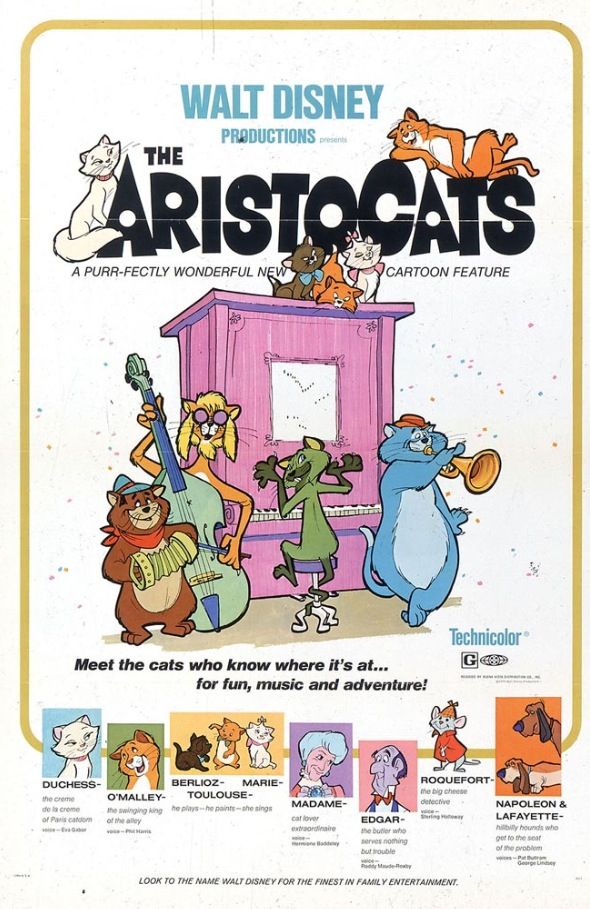 WALT DISNEY
PRODUCTIONS presents
THE
ARISTOCATS
A PURR-FECTLY WONDERFUL NEW CARTOON FEATURE
Technicolor®
G
Meet the cats who know where it's at...
for fun, music and adventure!
DUCHESS-
the creme
de la creme
of Paris catdom
voice - Eva Gabor
O'MALLEY-
the swinging king
of the alley
voice - Phil Harris
BERLIOZ- MARIE-
TOULOUSE-
he plays-he paints-she sings
MADAME-
cat lover
extraordinaire
voice -
Hermione Baddeley
EDGAR-
the butler who
serves nothing
but trouble
voice -
Roddy Maude-Roxby
ROQUEFORT-
the big cheese
detective
voice -
Sterling Holloway
NAPOLEON &
LAFAYETTE-
hillbilly hounds who
get to the seat
of the problem
voices - Pat Buttram
George Lindsey
LOOK TO THE NAME WALT DISNEY FOR THE FINEST IN FAMILY ENTERTAINMENT.